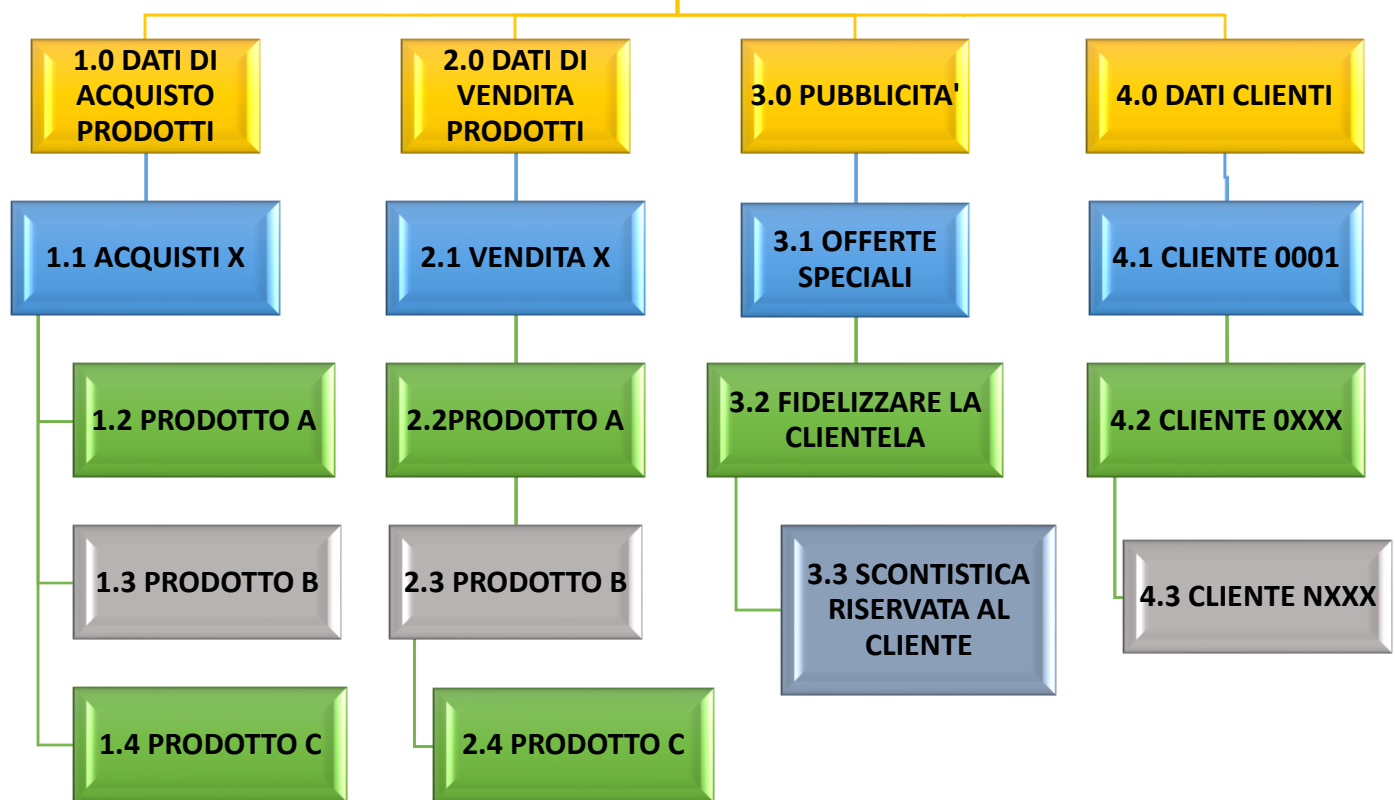 1.0 DATI DI
ACQUISTO
PRODOTTI
2.0 DATI DI
VENDITA
PRODOTTI
3.0 PUBBLICITA'
4.0 DATI CLIENTI
1.1 ACQUISTI X
2.1 VENDITA X
3.1 OFFERTE
SPECIALI
4.1 CLIENTE 0001
1.2 PRODOTTO A
2.2PRODOTTO A
3.2 FIDELIZZARE LA
CLIENTELA
4.2 CLIENTE 0XXX
1.3 PRODOTTO B
2.3 PRODOTTO B
3.3 SCONTISTICA
RISERVATA AL
CLIENTE
4.3 CLIENTE NXXX
1.4 PRODOTTO C
2.4 PRODOTTO C